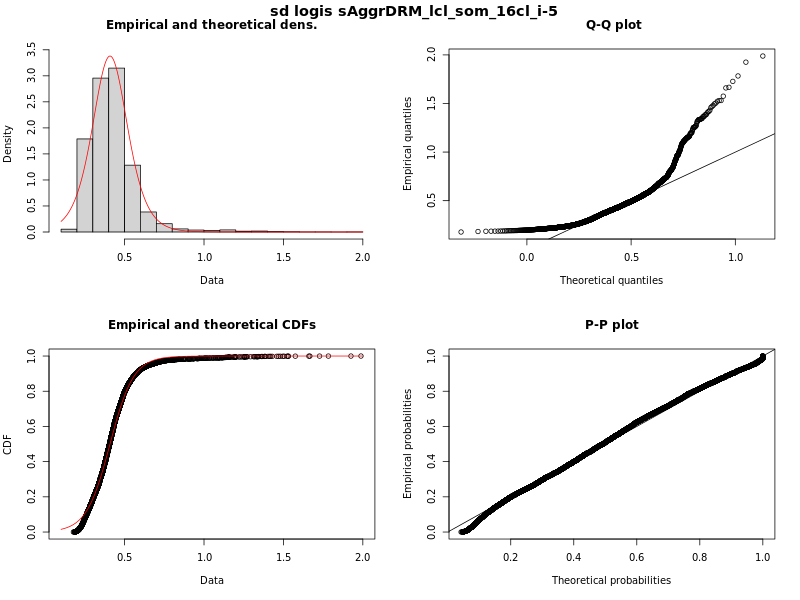 sd logis sAggrDRM_lcl_som_16cl_i-5
Empirical and theoretical dens.
Density
0.0 0.5 1.0 1.5 2.0 2.5 3.0 3.5
0.5 1.0 1.5 2.0
Data
Q-Q plot
Empirical quantiles
0.5 1.0 1.5 2.0
0.0 0.5 1.0
Theoretical quantiles
Empirical and theoretical CDFs
CDF
0.0 0.2 0.4 0.6 0.8 1.0
0.5 1.0 1.5 2.0
Data
P-P plot
Empirical probabilities
0.0 0.2 0.4 0.6 0.8 1.0
0.2 0.4 0.6 0.8 1.0
Theoretical probabilities